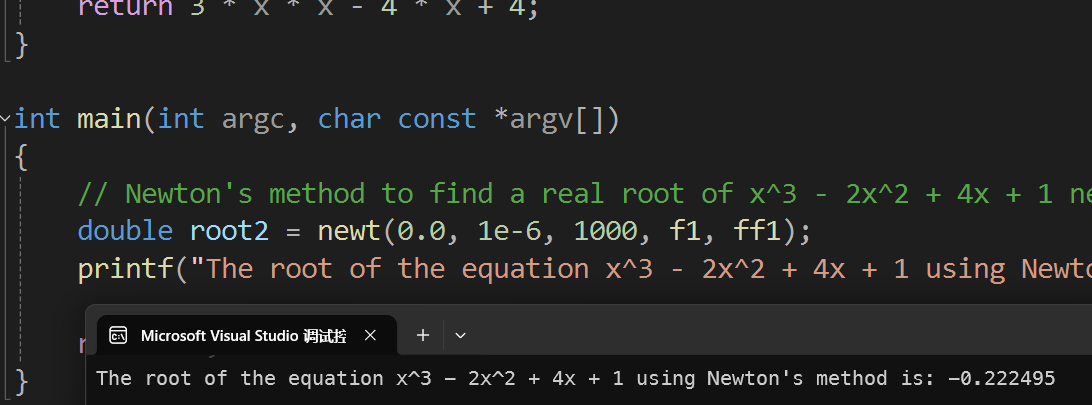 return 3 * x * x - 4 * x + 4;
}
int main(int argc, char const *argv[])
{
// Newton's method to find a real root of x^3 - 2x^2 + 4x + 1
double root2 = newt(0.0, 1e-6, 1000, f1, ff1);
printf("The root of the equation x^3 - 2x^2 + 4x + 1 using
Microsoft Visual Studio 调试控
}
The root of the equation x^3 - 2x^2 + 4x + 1 using Newton's method is: -0.222495